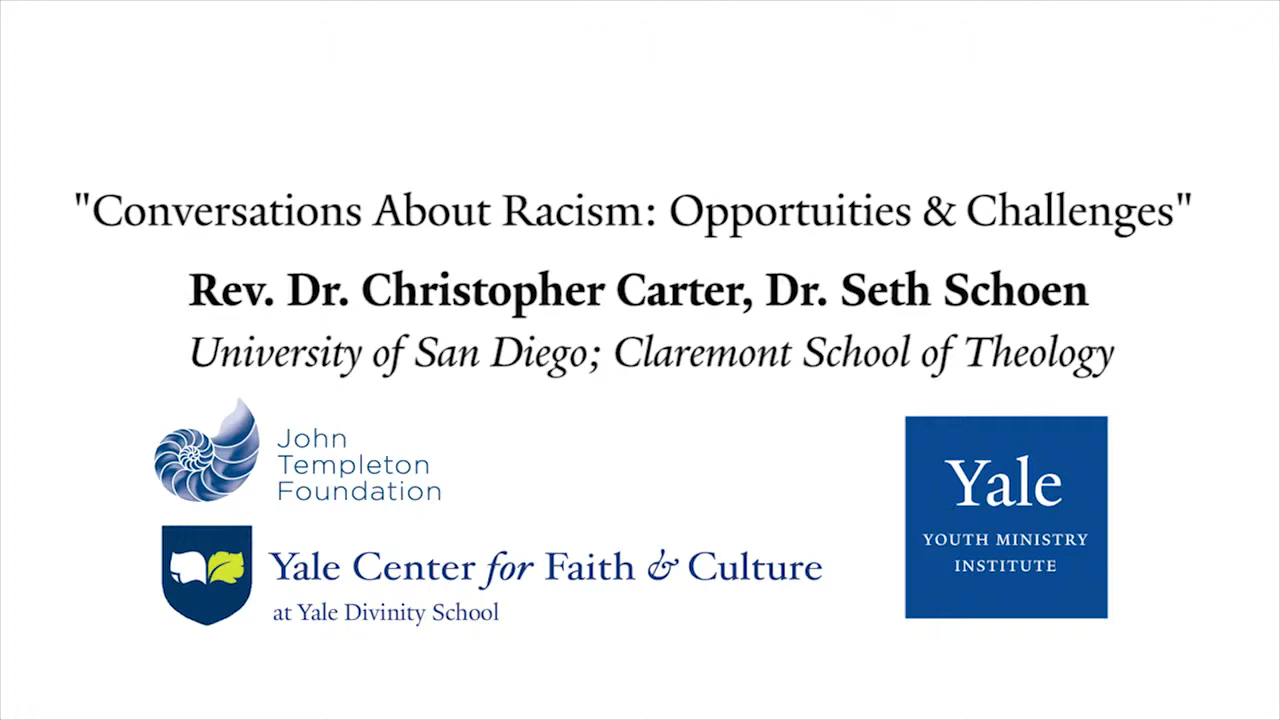 "Conversations About Racism: Opportuities & Challenges"
Rev. Dr. Christopher Carter, Dr. Seth Schoen
University of San Diego; Claremont School of Theology
John
Templeton
Foundation
Yale Center for Faith & Culture
at Yale Divinity School
Yale
YOUTH MINISTRY
INSTITUTE